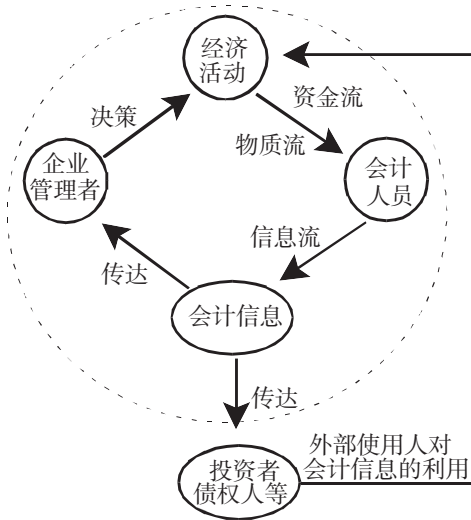 经济
活动
资金流
决策
物质流
企业
管理者
会计
人员
信息流
传达
会计信息
传达
外部使用人对
会计信息的利用
投资者
债权人等